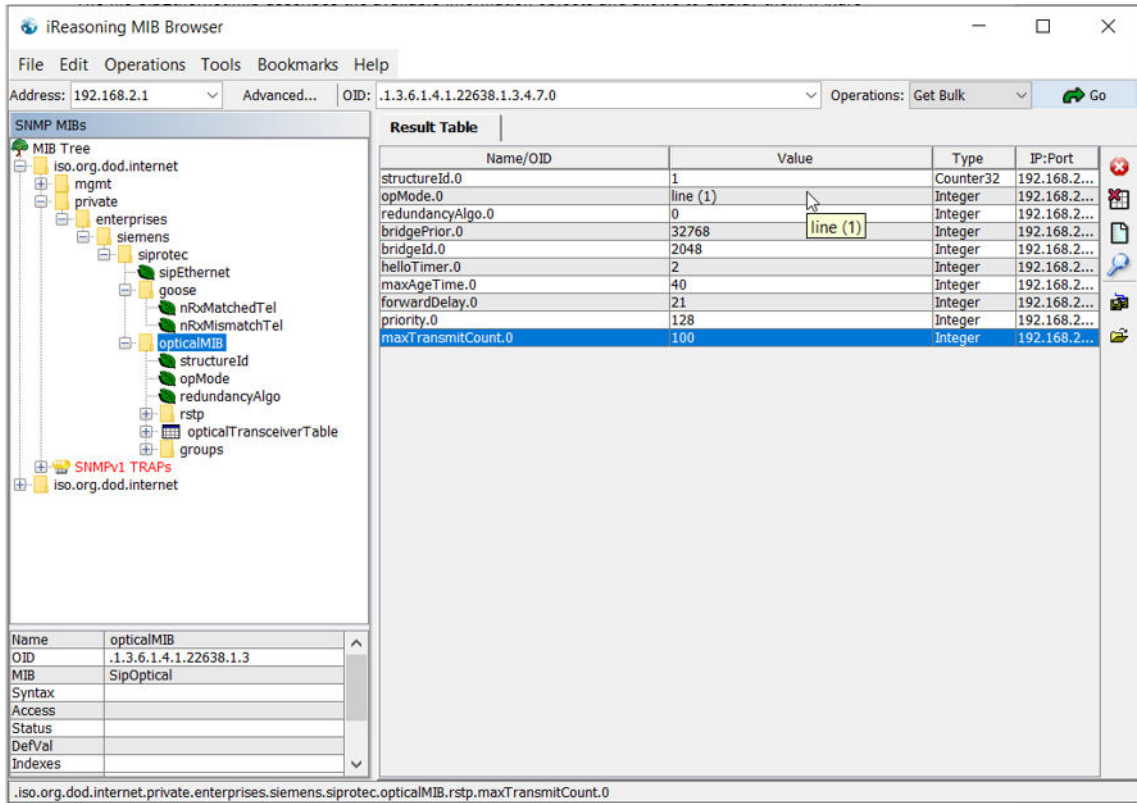 iReasoning MIB Browser
File Edit Operations Tools Bookmarks Help
Address: 192.168.2.1 Advanced... OID: .1.3.6.1.4.1.22638.1.3.4.7.0 Operations: Get Bulk Go
SNMP MIBs
MIB Tree
iso.org.dod.internet
mgmt
private
enterprises
siemens
siprotec
sipEthernet
goose
nRxMatchedTel
nRxMismatchTel
opticalMIB
structureId
opMode
redundancyAlgo
rstp
opticalTransceiverTable
groups
SNMPv1 TRAPs
iso.org.dod.internet
Name opticalMIB
OID .1.3.6.1.4.1.22638.1.3
MIB SipOptical
Syntax
Access
Status
DefVal
Indexes
Result Table
Name/OID Value Type IP:Port
structureId.0 1 Counter32 192.168.2...
opMode.0 line (1) Integer 192.168.2...
redundancyAlgo.0 0 Integer 192.168.2...
bridgePrior.0 32768 Integer 192.168.2...
line (1)
bridgeId.0 2048 Integer 192.168.2...
helloTimer.0 2 Integer 192.168.2...
maxAgeTime.0 40 Integer 192.168.2...
forwardDelay.0 21 Integer 192.168.2...
priority.0 128 Integer 192.168.2...
maxTransmitCount.0 100 Integer 192.168.2...
.iso.org.dod.internet.private.enterprises.siemens.siprotec.opticalMIB.rstp.maxTransmitCount.0